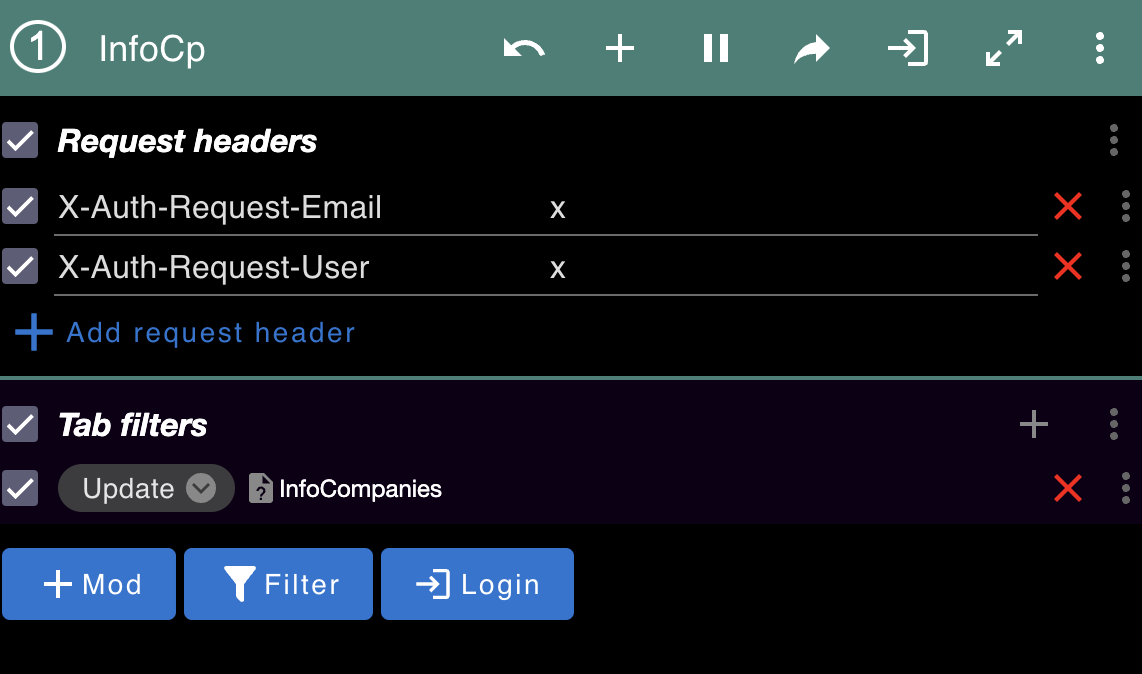 1 InfoCp
Request headers
X-Auth-Request-Email x
X-Auth-Request-User x
Add request header
Tab filters
Update ? InfoCompanies
Mod Filter Login